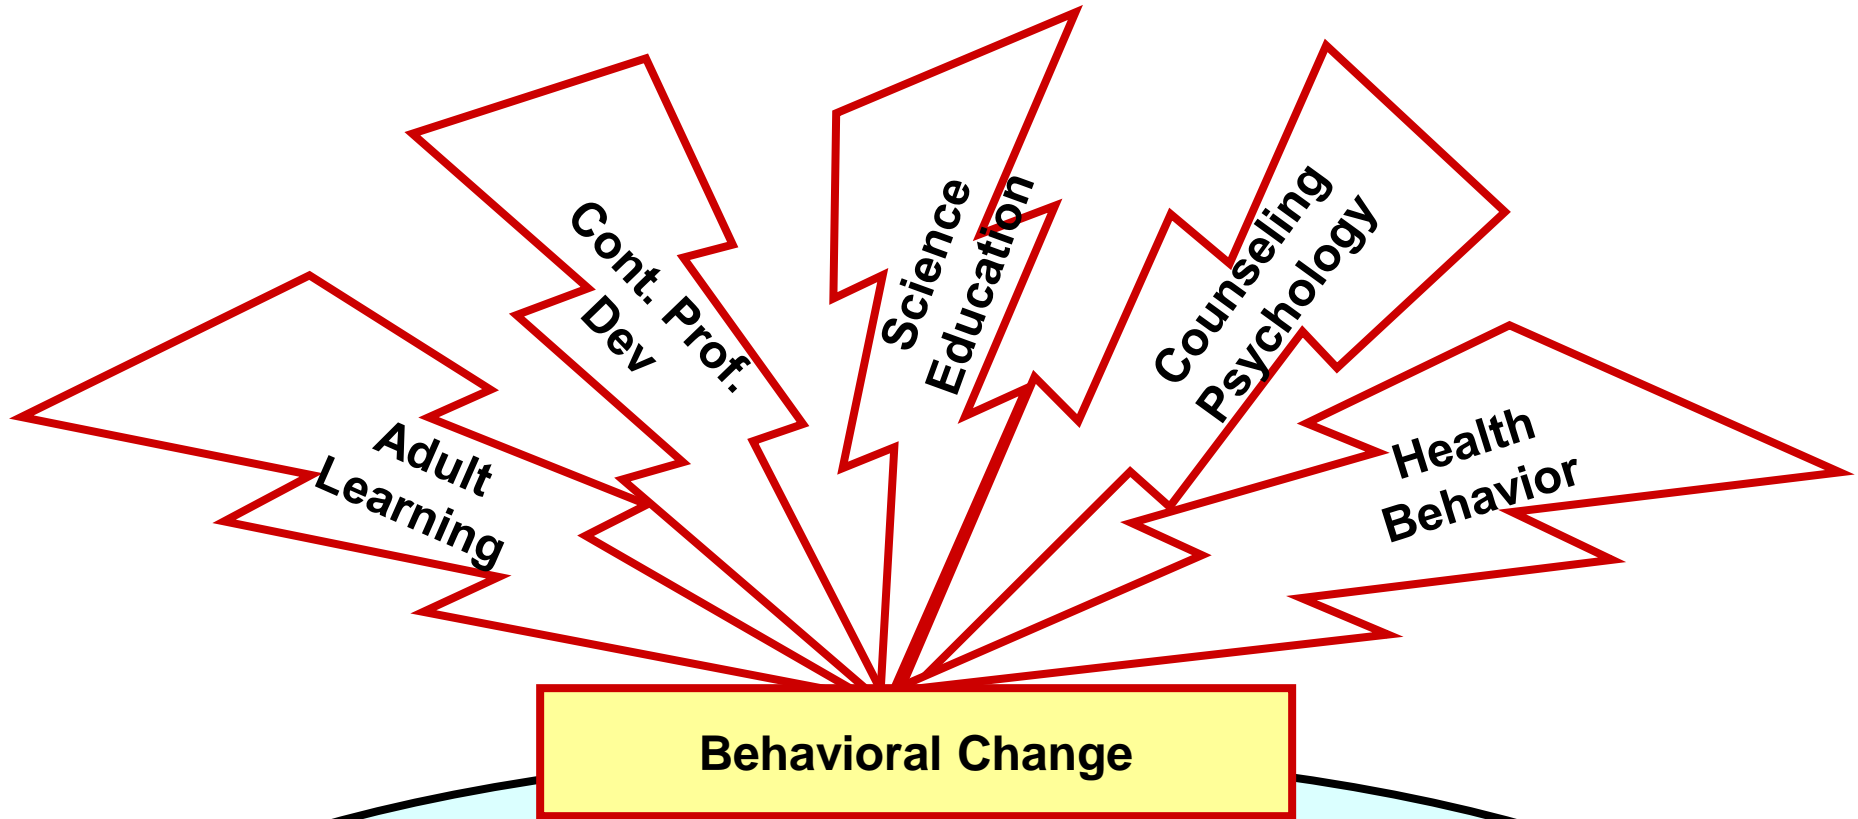 Adult
Learning
Cont. Prof.
Dev
Science
Education
Counseling
Psychology
Health
Behavior
Behavioral Change